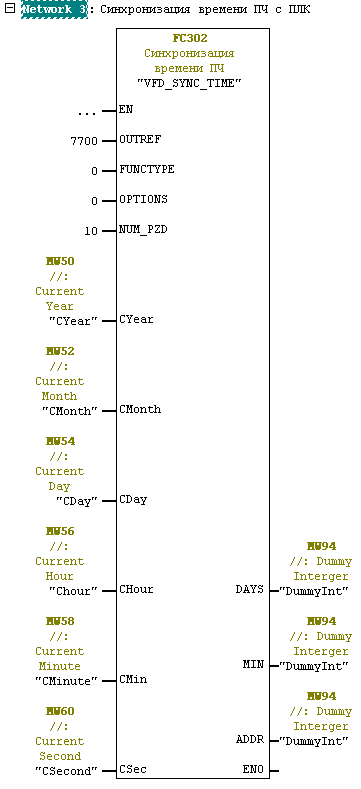 Network 3: Синхронизация времени ПЧ с ПЛК
FC302
Синхронизация
времени ПЧ
"VFD_SYNC_TIME"
... EN
7700 OUTREF
0 FUNCTYPE
0 OPTIONS
10 NUM_PZD
MW50
//:
Current
Year
"CYear" CYear
MW52
//:
Current
Month
"CMonth" CMonth
MW54
//:
Current
Day
"CDay" CDay
MW56
//:
Current
Hour
"Chour" CHour
MW94
//: Dummy
Interger
DAYS "DummyInt"
MW58
//:
Current
Minute
"CMinute" CMin
MW94
//: Dummy
Interger
MIN "DummyInt"
MW60
//:
Current
Second
"CSecond" CSec
MW94
//: Dummy
Interger
ADDR "DummyInt"
ENO